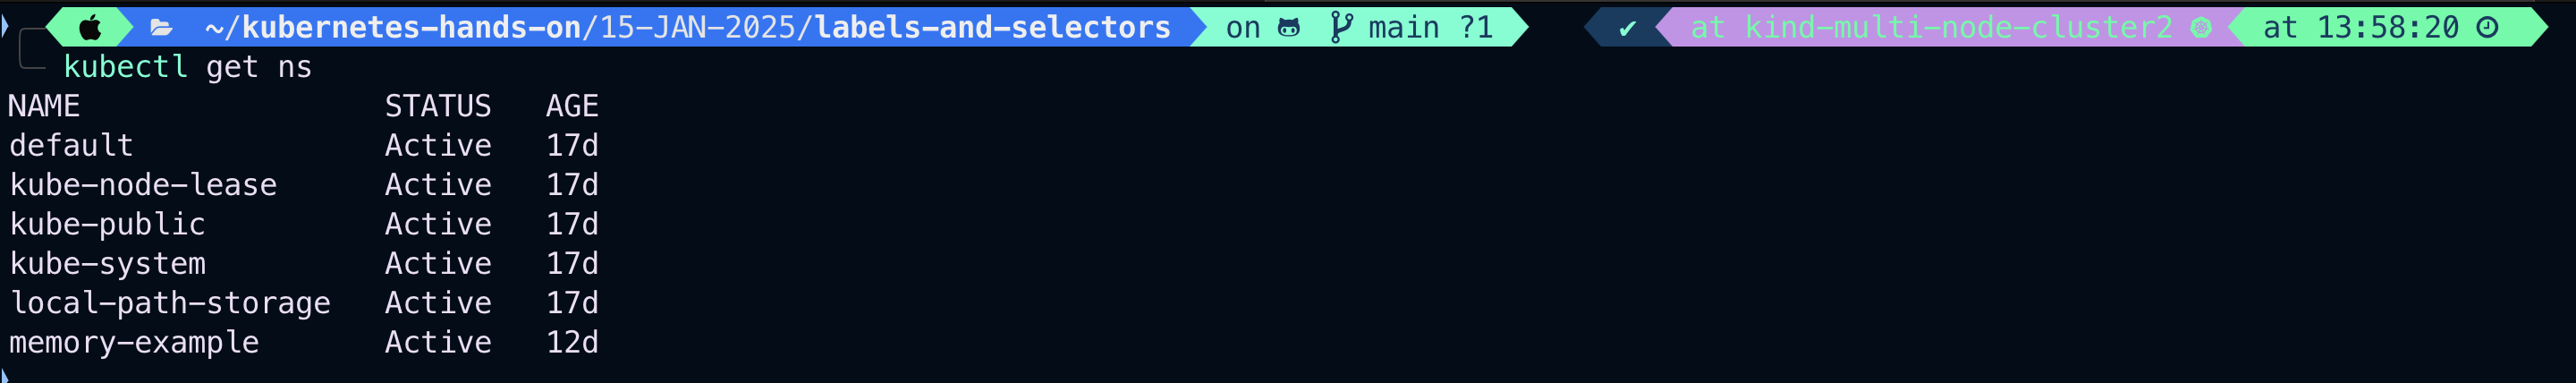 ~/kubernetes-hands-on/15-JAN-2025/labels-and-selectors on main ?1 ✔ at kind-multi-node-cluster2 at 13:58:20
kubectl get ns
NAME STATUS AGE
default Active 17d
kube-node-lease Active 17d
kube-public Active 17d
kube-system Active 17d
local-path-storage Active 17d
memory-example Active 12d